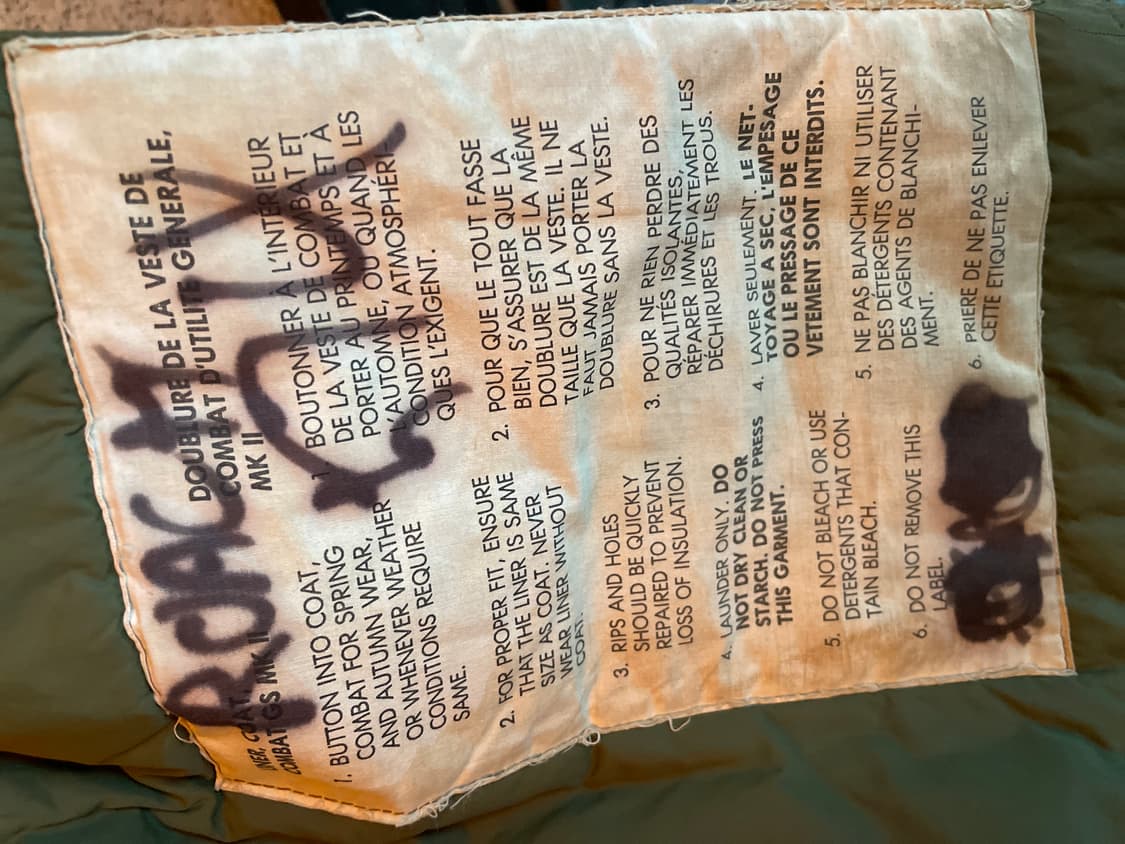 COAT,
COMBAT GS MK II
1. BUTTON INTO COAT,
COMBAT FOR SPRING
AND AUTUMN WEAR,
OR WHENEVER WEATHER
CONDITIONS REQUIRE
SAME.
2. FOR PROPER FIT, ENSURE
THAT THE LINER IS SAME
SIZE AS COAT. NEVER
WEAR LINER WITHOUT
COAT.
3. RIPS AND HOLES
SHOULD BE QUICKLY
REPAIRED TO PREVENT
LOSS OF INSULATION.
4. LAUNDER ONLY. DO
NOT DRY CLEAN OR
STARCH. DO NOT PRESS
THIS GARMENT.
5. DO NOT BLEACH OR USE
DETERGENTS THAT CON-
TAIN BLEACH.
6. DO NOT REMOVE THIS
LABEL.
DOUBLURE DE LA VESTE DE
COMBAT D'UTILITE GENERALE,
MK II
1. BOUTONNER À L'INTÉRIEUR
DE LA VESTE DE COMBAT ET
PORTER AU PRINTEMPS ET À
L'AUTOMNE, OU QUAND LES
CONDITION ATMOSPHÉRI-
QUES L'EXIGENT.
2. POUR QUE LE TOUT FASSE
BIEN, S'ASSURER QUE LA
DOUBLURE EST DE LA MÊME
TAILLE QUE LA VESTE. IL NE
FAUT JAMAIS PORTER LA
DOUBLURE SANS LA VESTE.
3. POUR NE RIEN PERDRE DES
QUALITÉS ISOLANTES,
RÉPARER IMMÉDIATEMENT LES
DÉCHIRURES ET LES TROUS.
4. LAVER SEULEMENT. LE NET-
TOYAGE A SEC, L'EMPESAGE
OU LE PRESSAGE DE CE
VETEMENT SONT INTERDITS.
5. NE PAS BLANCHIR NI UTILISER
DES DÉTERGENTS CONTENANT
DES AGENTS DE BLANCHI-
MENT.
6. PRIERE DE NE PAS ENLEVER
CETTE ETIQUETTE.